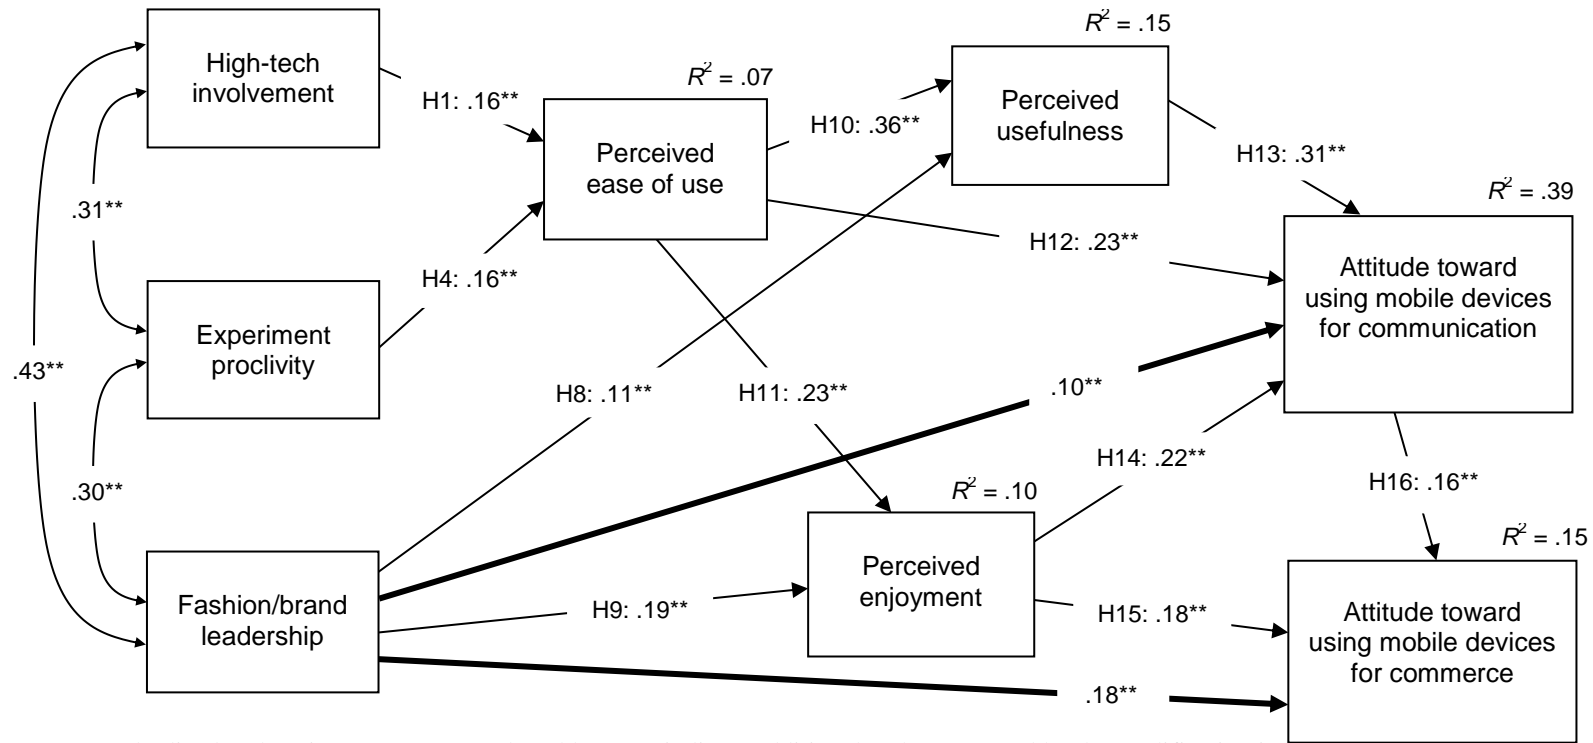 R² = .15
High-tech
involvement
R² = .07
H1: .16**
Perceived
ease of use
H10: .36**
Perceived
usefulness
H13: .31**
R² = .39
.31**
H4: .16**
H12: .23**
Attitude toward
using mobile devices
for communication
Experiment
proclivity
.43**
H8: .11**
H11: .23**
.10**
H14: .22**
.30**
R² = .10
H16: .16**
R² = .15
Fashion/brand
leadership
H9: .19**
Perceived
enjoyment
H15: .18**
Attitude toward
using mobile devices
for commerce
.18**